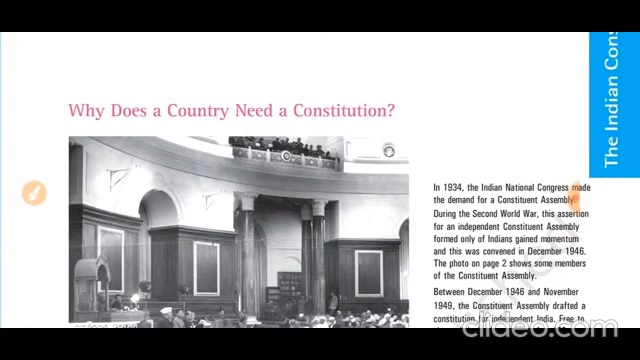 Why Does a Country Need a Constitution?
The Indian Cons
In 1934, the Indian National Congress made
the demand for a Constituent Assembly.
During the Second World War, this assertion
for an independent Constituent Assembly
formed only of Indians gained momentum
and this was convened in December 1946.
The photo on page 2 shows some members
of the Constituent Assembly.
Between December 1946 and November
1949, the Constituent Assembly drafted a
constitution for independent India. Free to
clideo.com